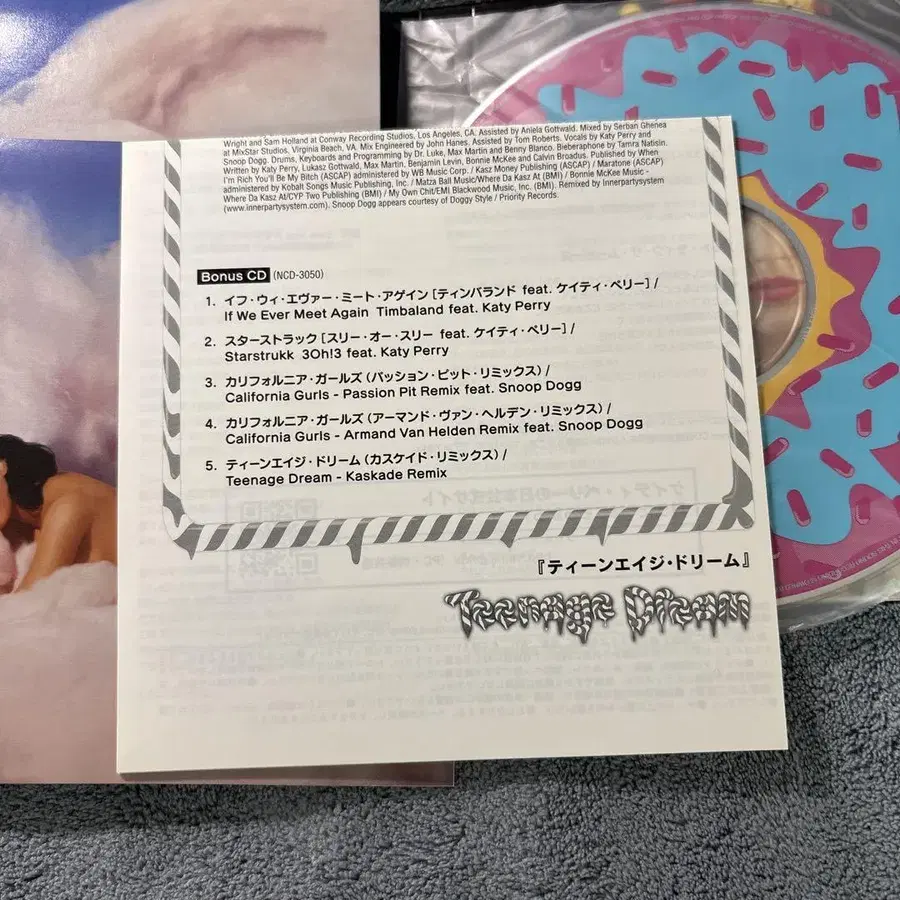 Wright and Sam Holland at Conway Recording Studios, Los Angeles, CA. Assisted by Aniela Gottwald. Mixed by Serban Ghenea
at MixStar Studios, Virginia Beach, VA. Mix Engineered by John Hanes. Assisted by Tom Roberts. Vocals by Katy Perry and
Snoop Dogg. Drums, Keyboards and Programming by Dr. Luke, Max Martin and Benny Blanco. Bieberaphone by Tamra Natisin.
Written by Katy Perry, Lukasz Gottwald, Max Martin, Benjamin Levin, Bonnie McKee and Calvin Broadus. Published by When
I'm Rich You'll Be My Bitch (ASCAP) administered by WB Music Corp. / Kasz Money Publishing (ASCAP) / Maratone (ASCAP)
administered by Kobalt Songs Music Publishing, Inc. / Matza Ball Music/Where Da Kasz At (BMI) / Bonnie McKee Music -
Where Da Kasz At/CYP Two Publishing (BMI) / My Own Chit/EMI Blackwood Music, Inc. (BMI). Remixed by Innerpartysystem
(www.innerpartysystem.com). Snoop Dogg appears courtesy of Doggy Style / Priority Records.
Bonus CD (NCD-3050)
1. イフ・ウィ・エヴァー・ミート・アゲイン [ティンバランド feat. ケイティ・ペリー] /
If We Ever Meet Again Timbaland feat. Katy Perry
2. スターストラック [スリー・オー・スリー feat. ケイティ・ペリー] /
Starstrukk 3Oh!3 feat. Katy Perry
3. カリフォルニア・ガールズ (パッション・ピット・リミックス) /
California Gurls - Passion Pit Remix feat. Snoop Dogg
4. カリフォルニア・ガールズ (アーマンド・ヴァン・ヘルデン・リミックス) /
California Gurls - Armand Van Helden Remix feat. Snoop Dogg
5. ティーンエイジ・ドリーム (カスケイド・リミックス) /
Teenage Dream - Kaskade Remix
『ティーンエイジ・ドリーム』
Teenage Dream